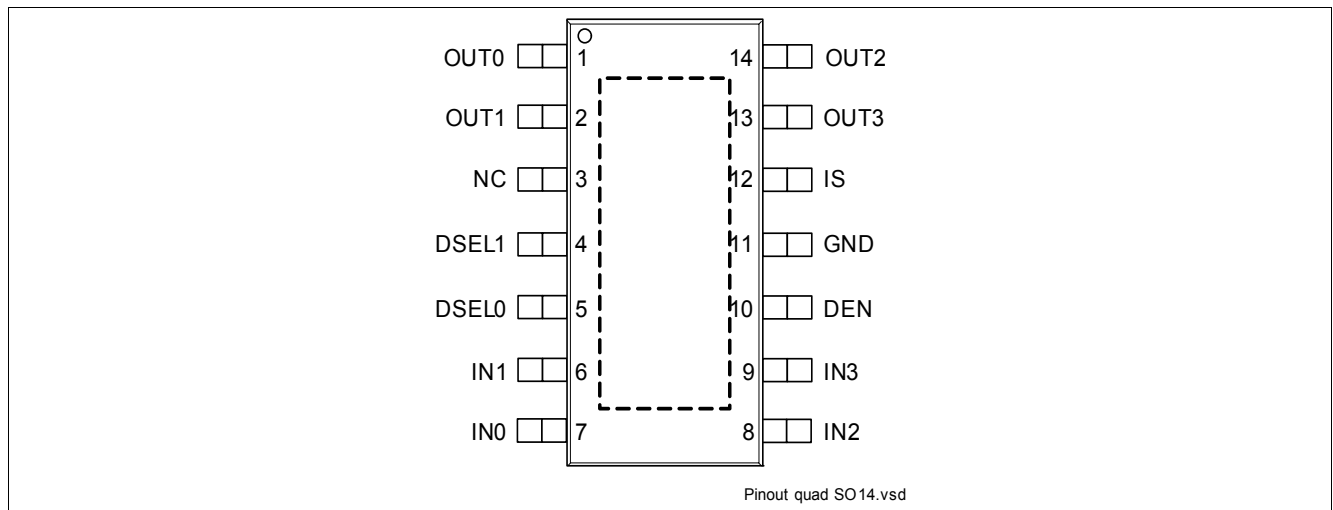 OUT0 1 14 OUT2
OUT1 2 13 OUT3
NC 3 12 IS
DSEL1 4 11 GND
DSEL0 5 10 DEN
IN1 6 9 IN3
IN0 7 8 IN2
Pinout quad SO14.vsd